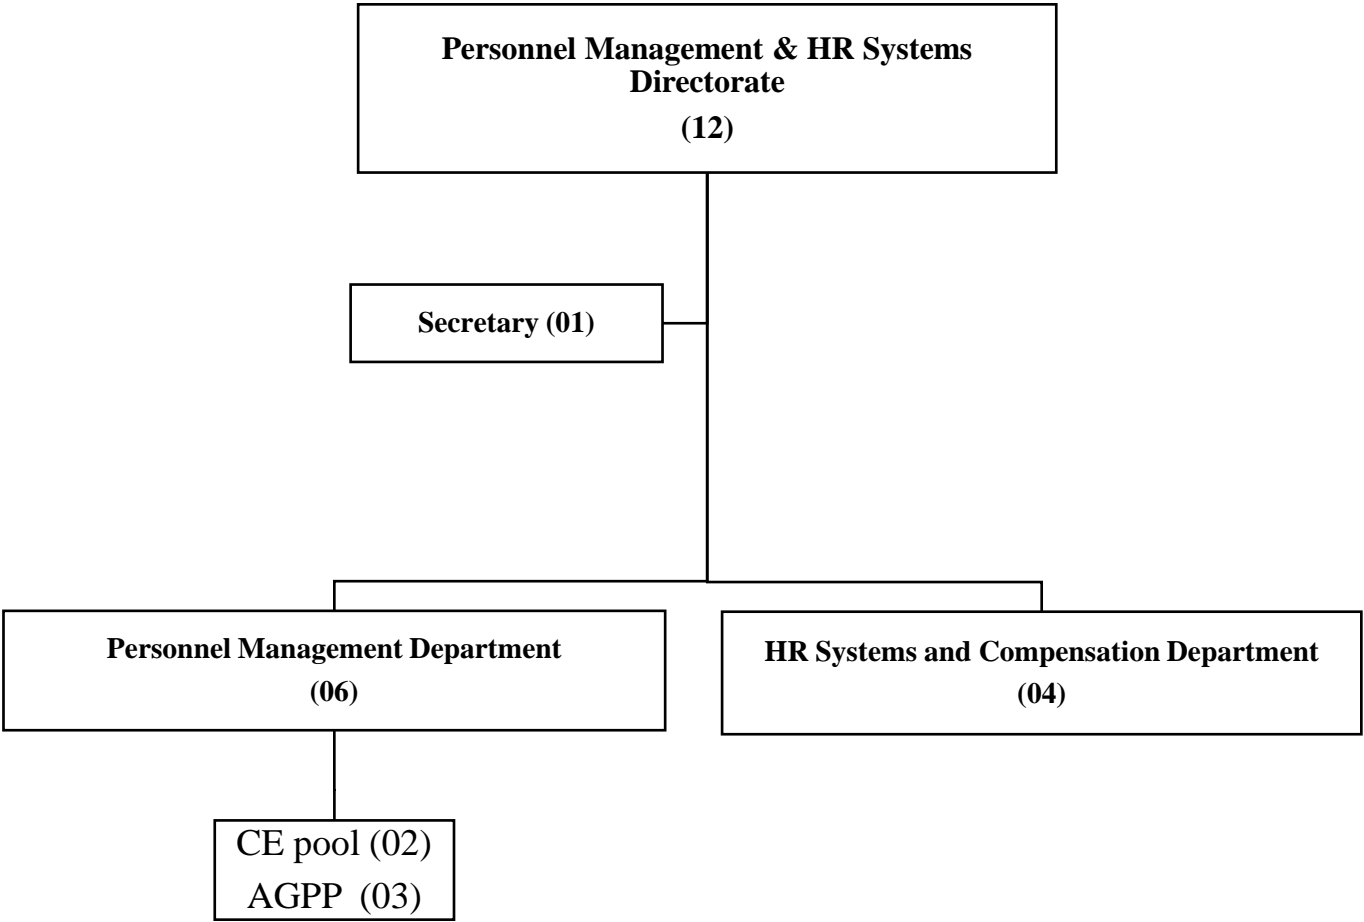 Personnel Management & HR Systems
Directorate
(12)
Secretary (01)
Personnel Management Department
(06)
HR Systems and Compensation Department
(04)
CE pool (02)
AGPP  (03)